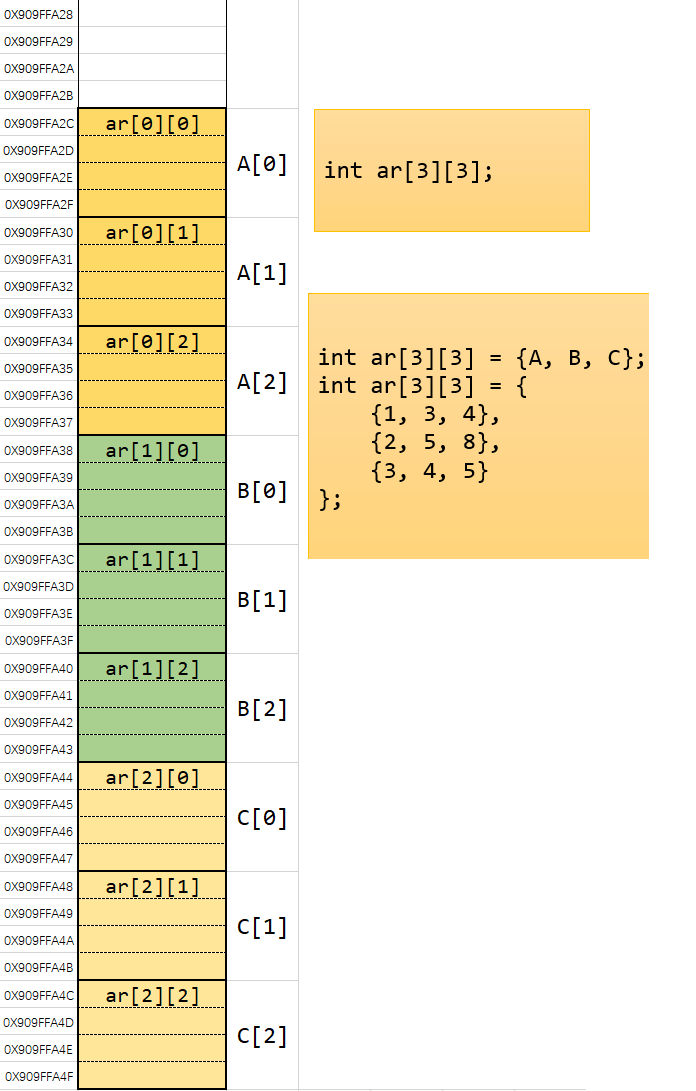 0X909FFA28
0X909FFA29
0X909FFA2A
0X909FFA2B
0X909FFA2C ar[0][0]
0X909FFA2D
A[0]
0X909FFA2E
0X909FFA2F
0X909FFA30 ar[0][1]
0X909FFA31
A[1]
0X909FFA32
0X909FFA33
0X909FFA34 ar[0][2]
0X909FFA35
A[2]
0X909FFA36
0X909FFA37
0X909FFA38 ar[1][0]
0X909FFA39
B[0]
0X909FFA3A
0X909FFA3B
0X909FFA3C ar[1][1]
0X909FFA3D
B[1]
0X909FFA3E
0X909FFA3F
0X909FFA40 ar[1][2]
0X909FFA41
B[2]
0X909FFA42
0X909FFA43
0X909FFA44 ar[2][0]
0X909FFA45
C[0]
0X909FFA46
0X909FFA47
0X909FFA48 ar[2][1]
0X909FFA49
C[1]
0X909FFA4A
0X909FFA4B
0X909FFA4C ar[2][2]
0X909FFA4D
C[2]
0X909FFA4E
0X909FFA4F
int ar[3][3];
int ar[3][3] = {A, B, C};
int ar[3][3] = {
{1, 3, 4},
{2, 5, 8},
{3, 4, 5}
};